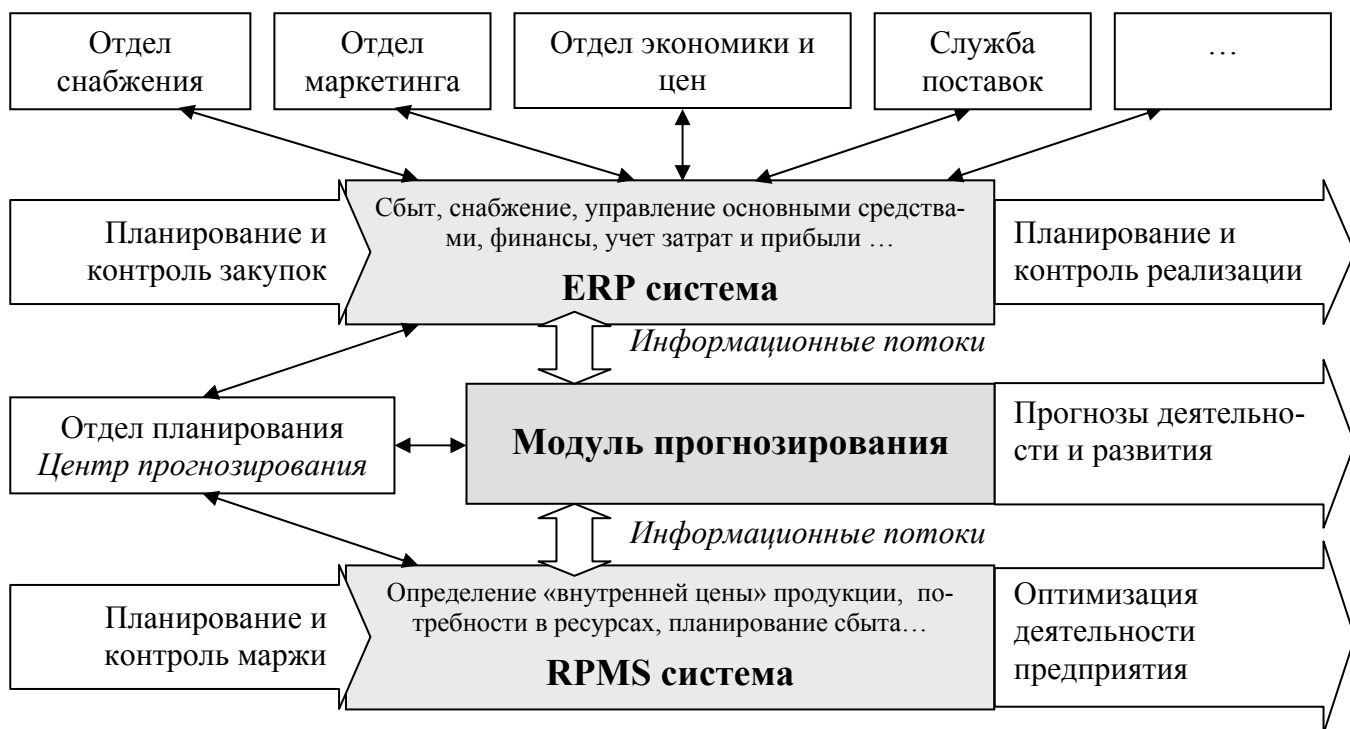 Отдел
снабжения
Отдел
маркетинга
Отдел экономики и
цен
Служба
поставок
…
Планирование и
контроль закупок
Сбыт, снабжение, управление основными средства-
ми, финансы, учет затрат и прибыли …
ERP система
Планирование и
контроль реализации
Информационные потоки
Отдел планирования
Центр прогнозирования
Модуль прогнозирования
Прогнозы деятельно-
сти и развития
Информационные потоки
Планирование и
контроль маржи
Определение «внутренней цены» продукции, по-
требности в ресурсах, планирование сбыта…
RPMS система
Оптимизация
деятельности
предприятия